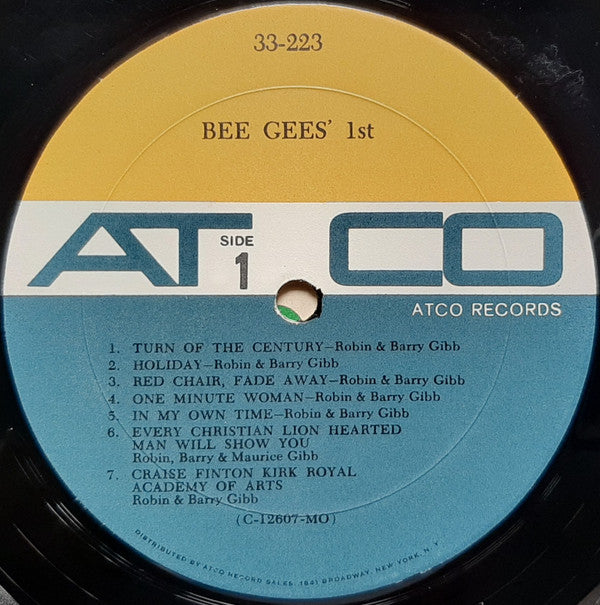 33-223
BEE GEES' 1st
ATCO
SIDE
1
ATCO RECORDS
1. TURN OF THE CENTURY—Robin & Barry Gibb
2. HOLIDAY—Robin & Barry Gibb
3. RED CHAIR, FADE AWAY—Robin & Barry Gibb
4. ONE MINUTE WOMAN—Robin & Barry Gibb
5. IN MY OWN TIME—Robin & Barry Gibb
6. EVERY CHRISTIAN LION HEARTED
MAN WILL SHOW YOU
Robin, Barry & Maurice Gibb
7. CRAISE FINTON KIRK ROYAL
ACADEMY OF ARTS
Robin & Barry Gibb
(C-12607-MO)
DISTRIBUTED BY ATCO RECORD SALES, 1841 BROADWAY, NEW YORK, N. Y.